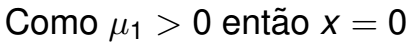 Como μ₁ > 0 então x = 0